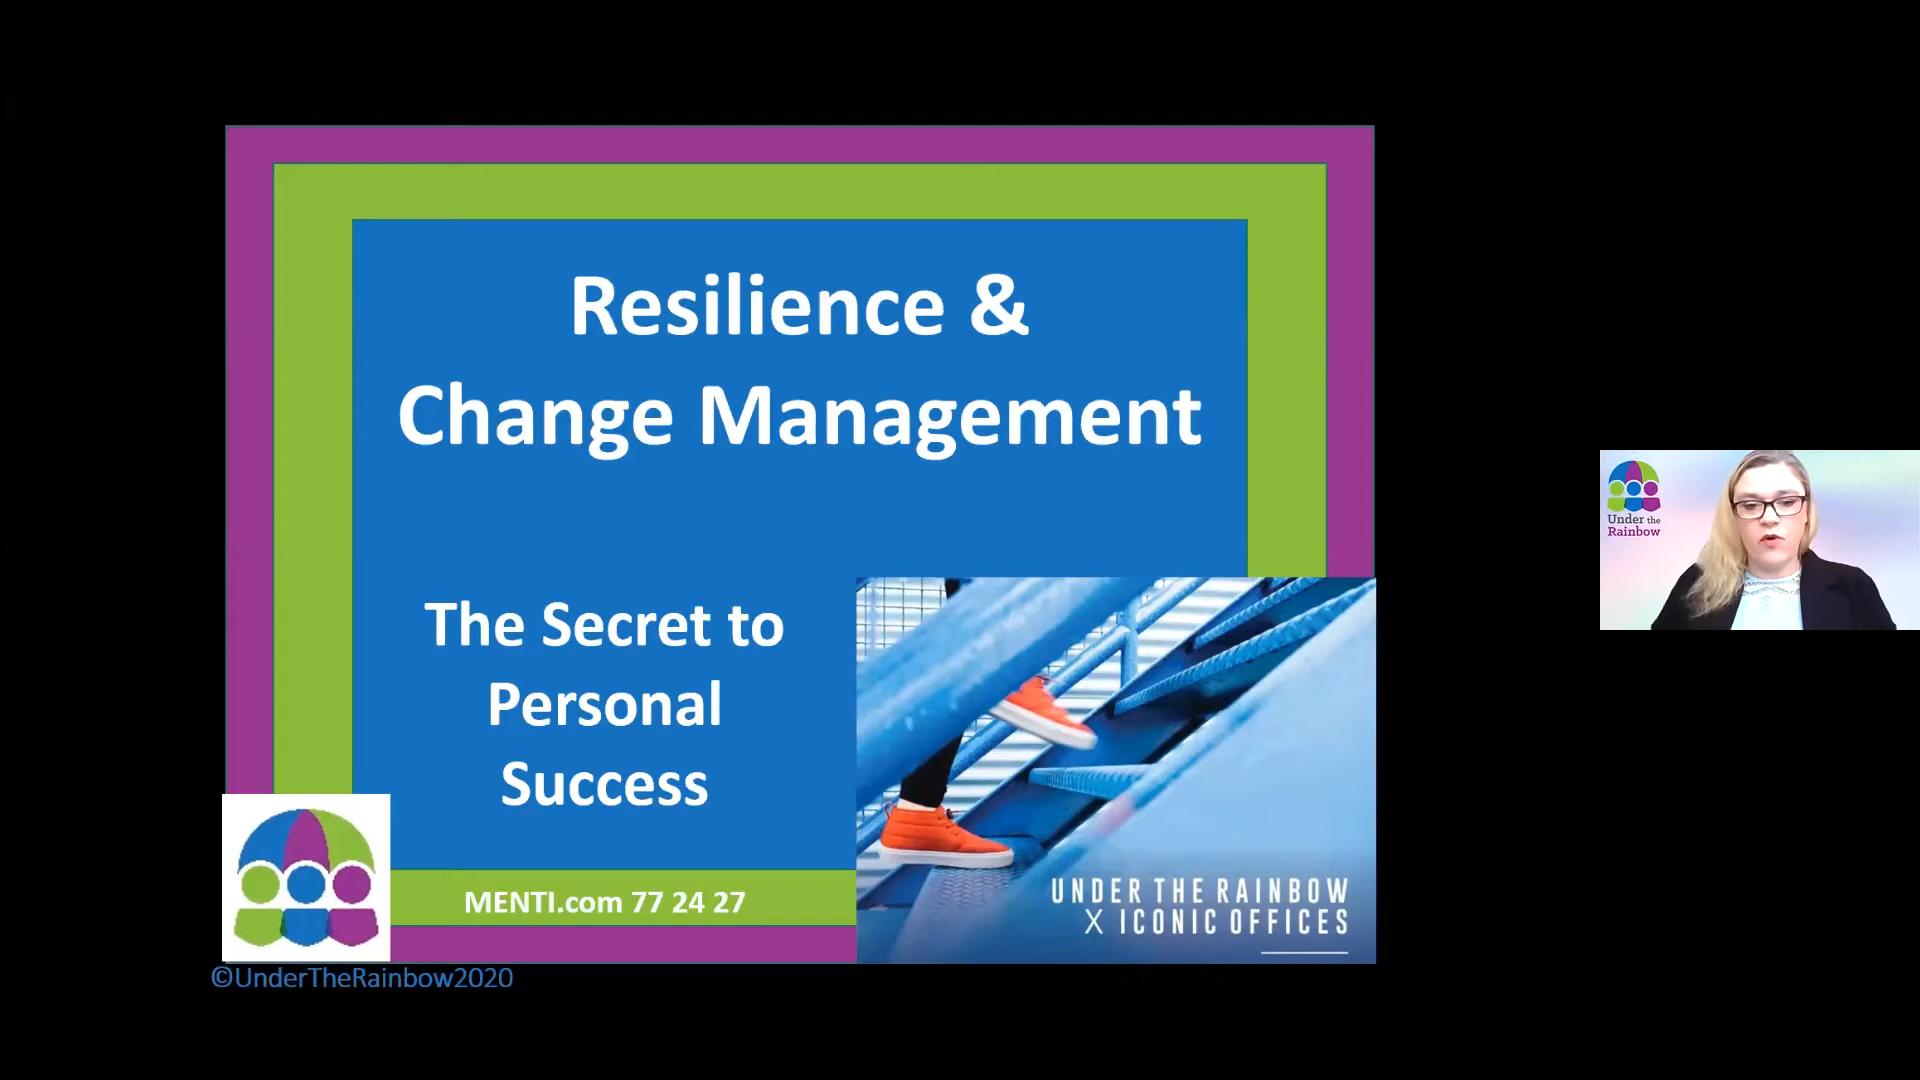 Resilience &
Change Management
The Secret to
Personal
Success
MENTI.com 77 24 27
UNDER THE RAINBOW
X ICONIC OFFICES
©UnderTheRainbow2020
Under the
Rainbow